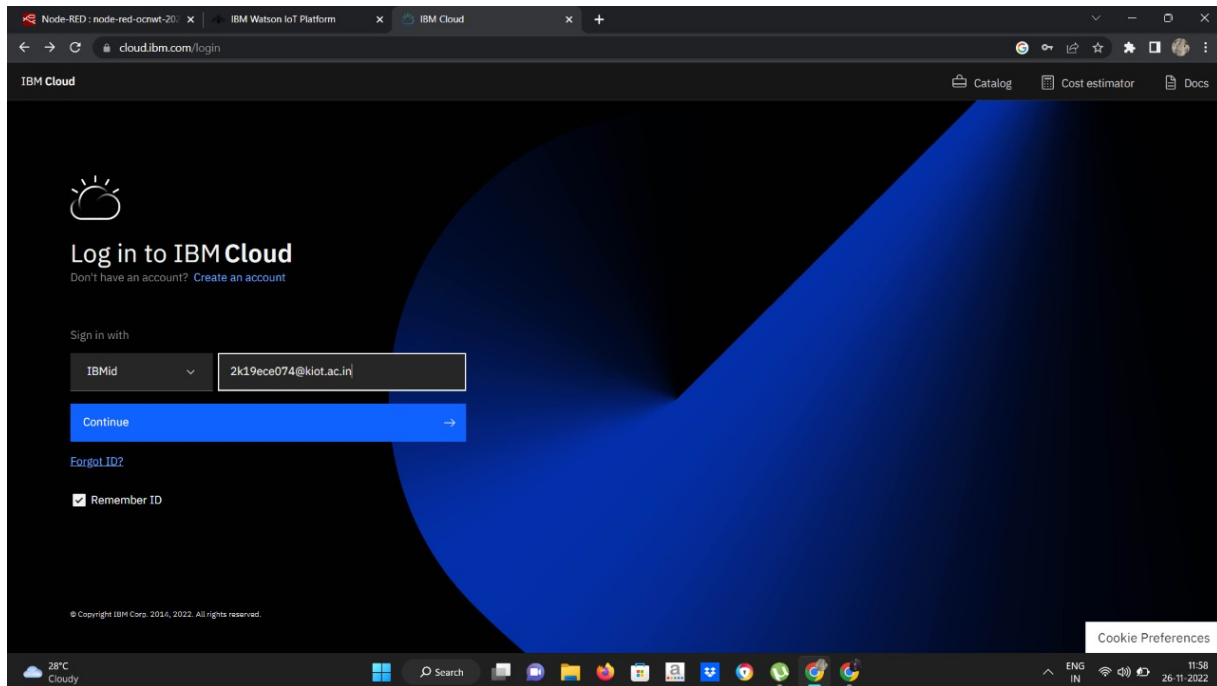 Node-RED : node-red-ocnwt-202
IBM Watson IoT Platform
IBM Cloud
cloud.ibm.com/login
IBM Cloud
Catalog
Cost estimator
Docs
Log in to IBM Cloud
Don't have an account? Create an account
Sign in with
IBMid
2k19ece074@kiot.ac.in
Continue
Forgot ID?
Remember ID
© Copyright IBM Corp. 2014, 2022. All rights reserved.
Cookie Preferences
28°C
Cloudy
Search
ENG
IN
11:58
26-11-2022